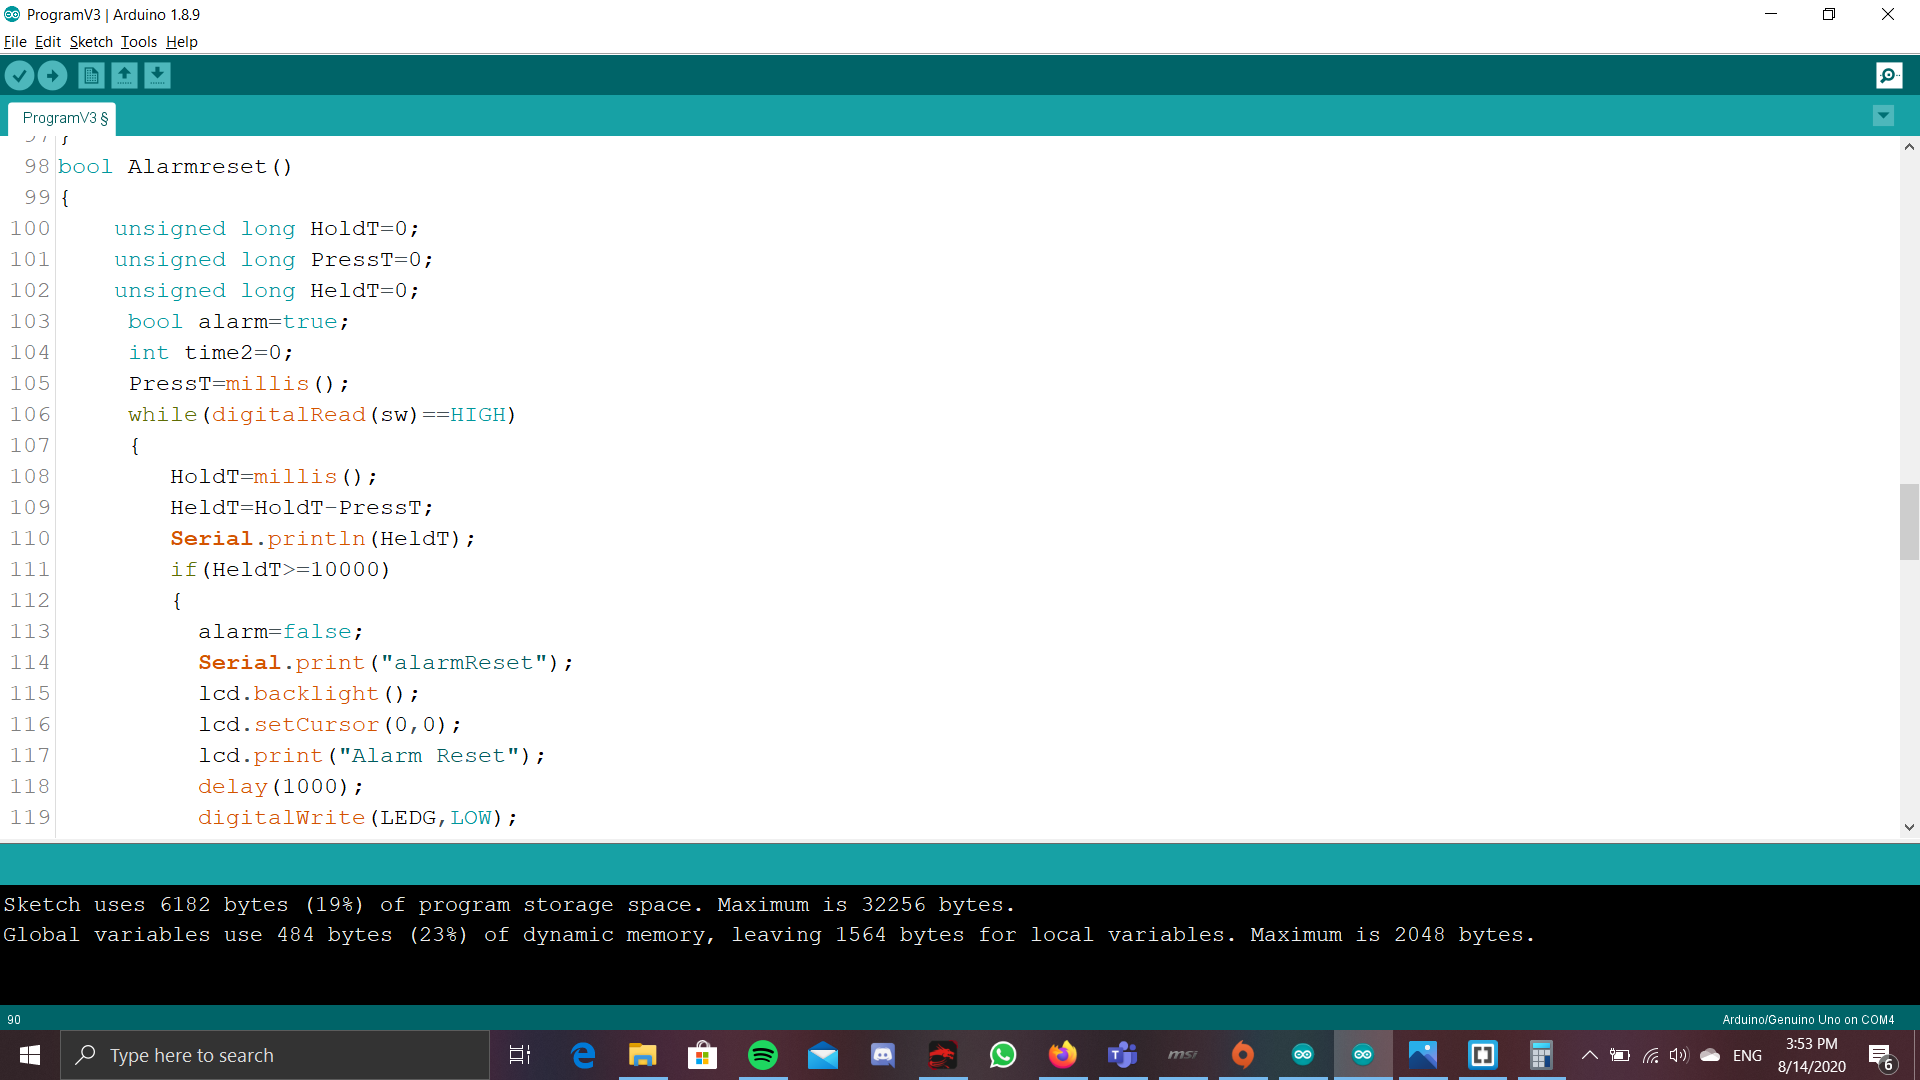 ProgramV3 | Arduino 1.8.9
File Edit Sketch Tools Help
ProgramV3 §
97 }
98 bool Alarmreset()
99 {
100 unsigned long HoldT=0;
101 unsigned long PressT=0;
102 unsigned long HeldT=0;
103 bool alarm=true;
104 int time2=0;
105 PressT=millis();
106 while(digitalRead(sw)==HIGH)
107 {
108 HoldT=millis();
109 HeldT=HoldT-PressT;
110 Serial.println(HeldT);
111 if(HeldT>=10000)
112 {
113 alarm=false;
114 Serial.print("alarmReset");
115 lcd.backlight();
116 lcd.setCursor(0,0);
117 lcd.print("Alarm Reset");
118 delay(1000);
119 digitalWrite(LEDG,LOW);
Sketch uses 6182 bytes (19%) of program storage space. Maximum is 32256 bytes.
Global variables use 484 bytes (23%) of dynamic memory, leaving 1564 bytes for local variables. Maximum is 2048 bytes.
90
Arduino/Genuino Uno on COM4
Type here to search
msi
ENG
3:53 PM
8/14/2020
6